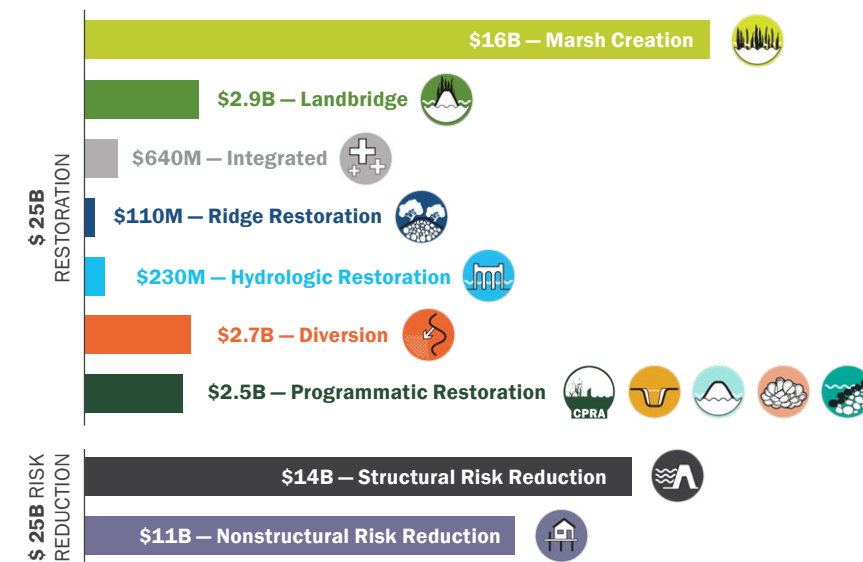 $ 25B
RESTORATION
$16B — Marsh Creation
$2.9B — Landbridge
$640M — Integrated
$110M — Ridge Restoration
$230M — Hydrologic Restoration
$2.7B — Diversion
$2.5B — Programmatic Restoration
CPRA
$ 25B RISK
REDUCTION
$14B — Structural Risk Reduction
$11B — Nonstructural Risk Reduction